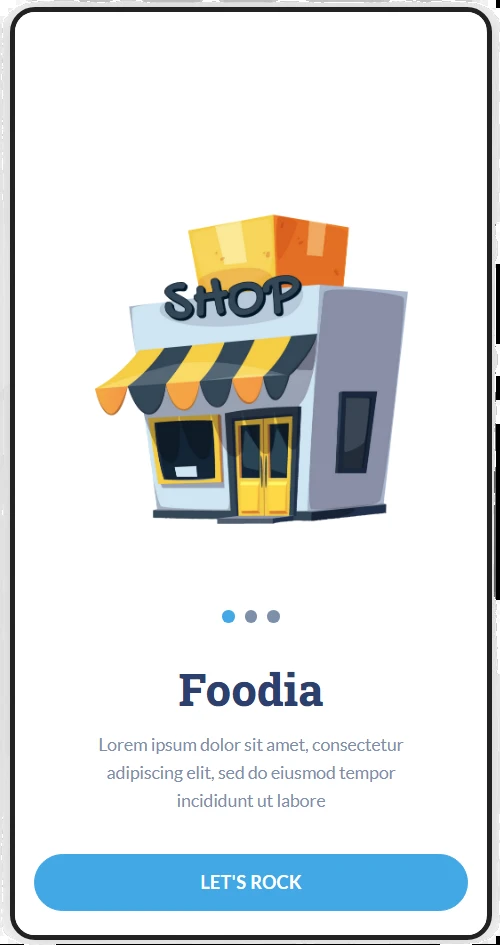 SHOP
Foodia
Lorem ipsum dolor sit amet, consectetur
adipiscing elit, sed do eiusmod tempor
incididunt ut labore
LET'S ROCK